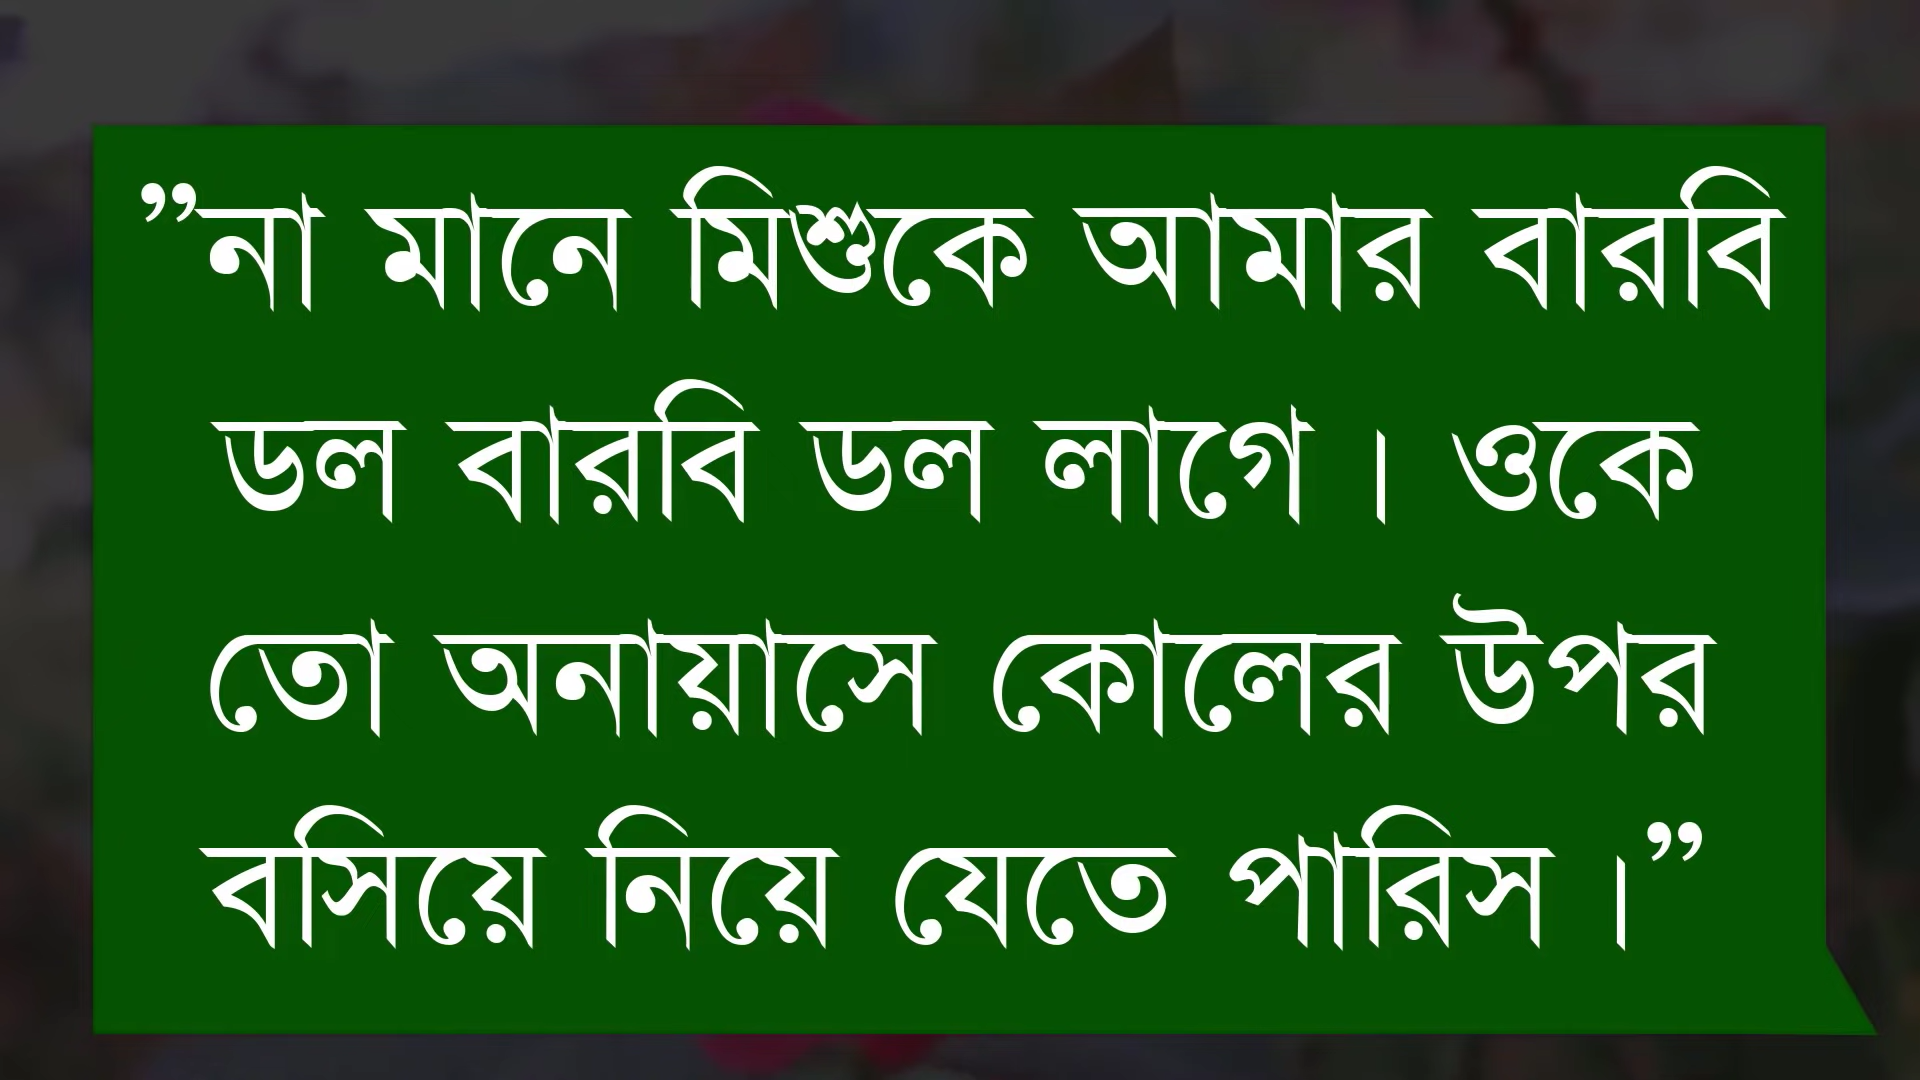 ”না মানে মিশুকে আমার বারবি
ডল বারবি ডল লাগে। ওকে
তো অনায়াসে কোলের উপর
বসিয়ে নিয়ে যেতে পারিস।”